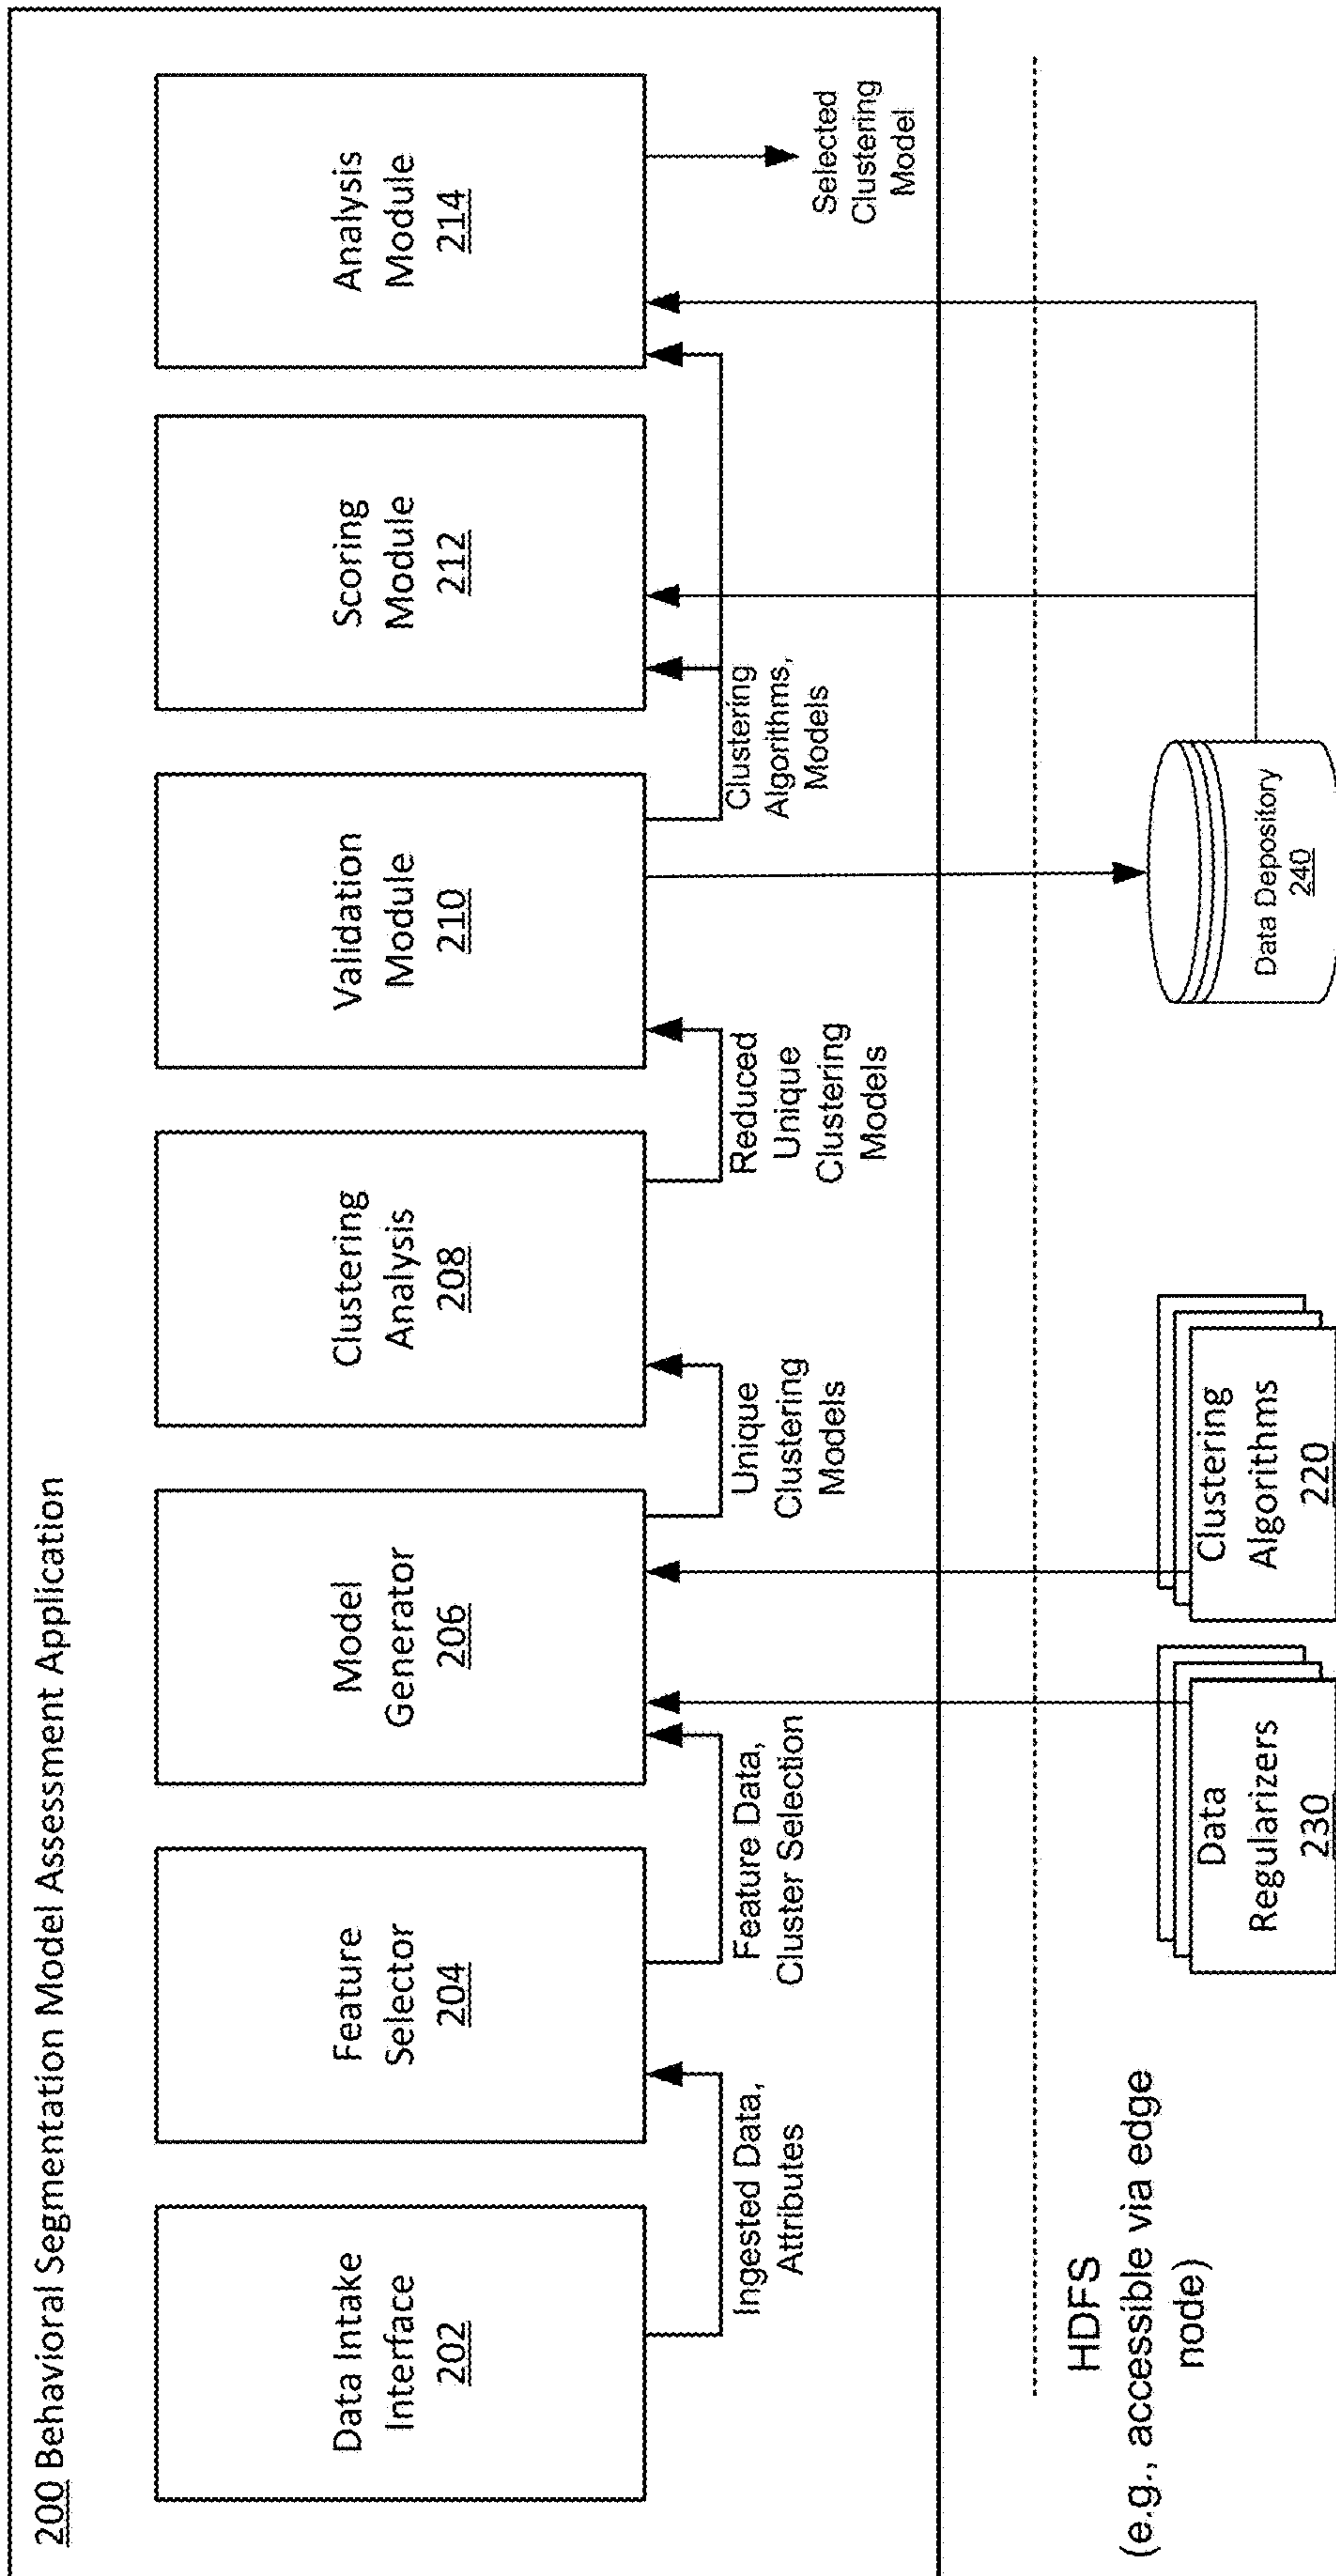 200 Behavioral Segmentation Model Assessment Application
Data Intake
Interface
202
Feature
Selector
204
Model
Generator
206
Clustering
Analysis
208
Validation
Module
210
Scoring
Module
212
Analysis
Module
214
Ingested Data,
Attributes
Feature Data,
Cluster Selection
Unique
Clustering
Models
Reduced
Unique
Clustering
Models
Clustering
Algorithms,
Models
Selected
Clustering
Model
HDFS
(e.g., accessible via edge
node)
Data
Regularizers
230
Clustering
Algorithms
220
Data Depository
240